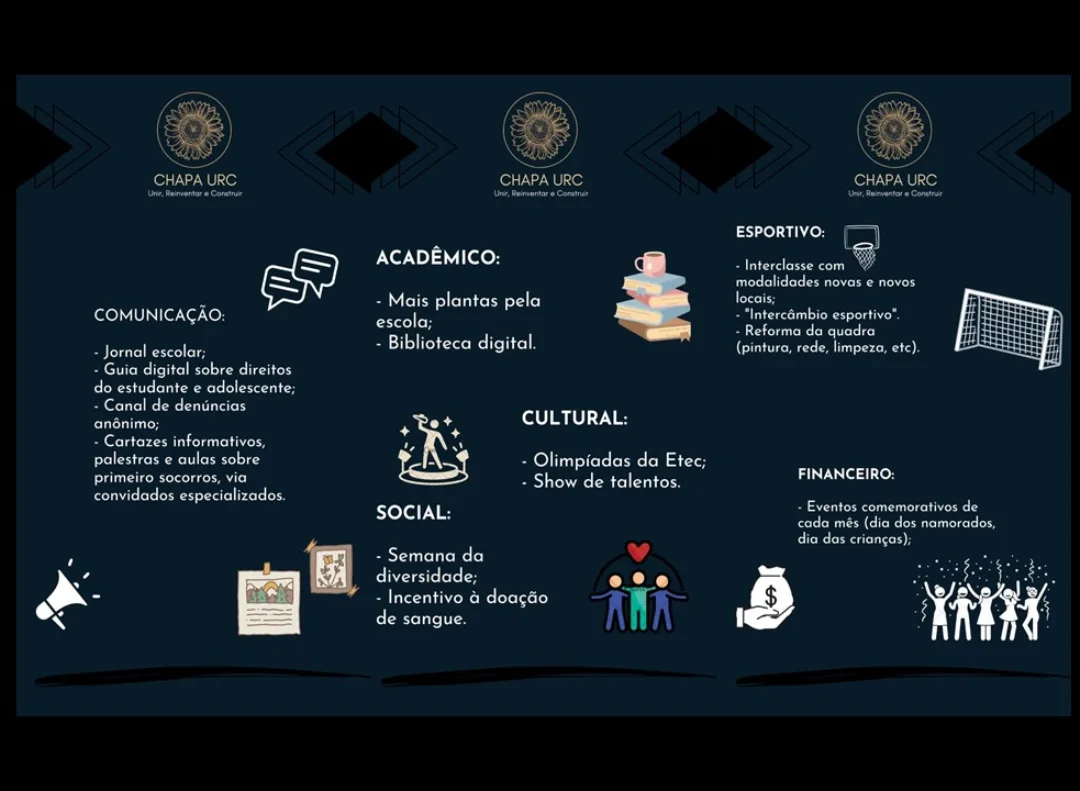 CHAPA URC
Unir, Reinventar e Construir
COMUNICAÇÃO:
- Jornal escolar;
- Guia digital sobre direitos
do estudante e adolescente;
- Canal de denúncias
anônimo;
- Cartazes informativos,
palestras e aulas sobre
primeiro socorros, via
convidados especializados.
CHAPA URC
Unir, Reinventar e Construir
ACADÊMICO:
- Mais plantas pela
escola;
- Biblioteca digital.
CULTURAL:
- Olimpíadas da Etec;
- Show de talentos.
SOCIAL:
- Semana da
diversidade;
- Incentivo à doação
de sangue.
CHAPA URC
Unir, Reinventar e Construir
ESPORTIVO:
- Interclasse com
modalidades novas e novos
locais;
- "Intercâmbio esportivo".
- Reforma da quadra
(pintura, rede, limpeza, etc).
FINANCEIRO:
- Eventos comemorativos de
cada mês (dia dos namorados,
dia das crianças);
$